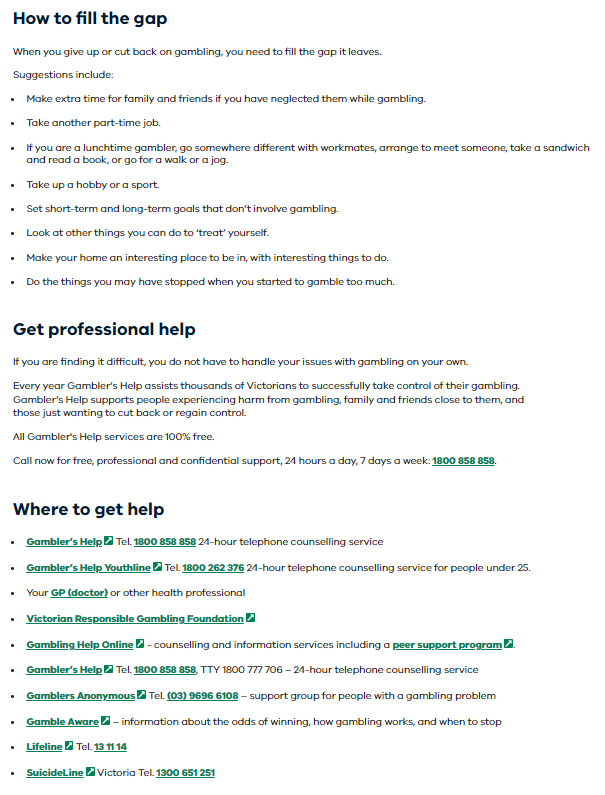 How to fill the gap
When you give up or cut back on gambling, you need to fill the gap it leaves.
Suggestions include:
• Make extra time for family and friends if you have neglected them while gambling.
• Take another part-time job.
• If you are a lunchtime gambler, go somewhere different with workmates, arrange to meet someone, take a sandwich
and read a book, or go for a walk or a jog.
• Take up a hobby or a sport.
• Set short-term and long-term goals that don't involve gambling.
• Look at other things you can do to ‘treat’ yourself.
• Make your home an interesting place to be in, with interesting things to do.
• Do the things you may have stopped when you started to gamble too much.
Get professional help
If you are finding it difficult, you do not have to handle your issues with gambling on your own.
Every year Gambler's Help assists thousands of Victorians to successfully take control of their gambling.
Gambler's Help supports people experiencing harm from gambling, family and friends close to them, and
those just wanting to cut back or regain control.
All Gambler's Help services are 100% free.
Call now for free, professional and confidential support, 24 hours a day, 7 days a week: 1800 858 858.
Where to get help
• Gambler's Help Tel. 1800 858 858 24-hour telephone counselling service
• Gambler's Help Youthline Tel. 1800 262 376 24-hour telephone counselling service for people under 25.
• Your GP (doctor) or other health professional
• Victorian Responsible Gambling Foundation
• Gambling Help Online - counselling and information services including a peer support program.
• Gambler's Help Tel. 1800 858 858, TTY 1800 777 706 – 24-hour telephone counselling service
• Gamblers Anonymous Tel. (03) 9696 6108 – support group for people with a gambling problem
• Gamble Aware – information about the odds of winning, how gambling works, and when to stop
• Lifeline Tel. 13 11 14
• SuicideLine Victoria Tel. 1300 651 251